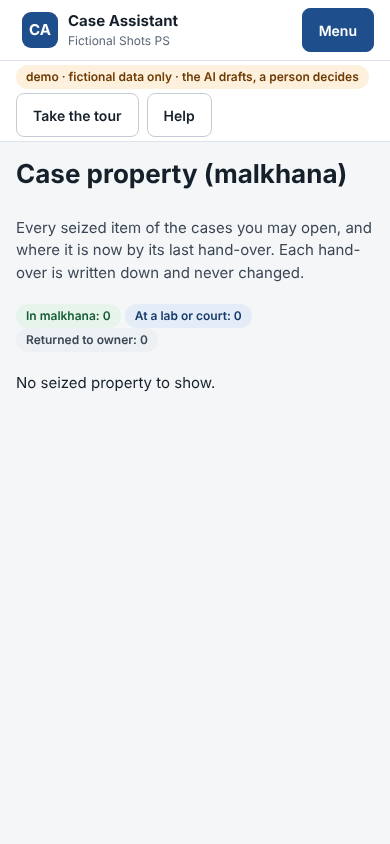 CA
Case Assistant
Fictional Shots PS
Menu
demo · fictional data only · the AI drafts, a person decides
Take the tour
Help
Case property (malkhana)
Every seized item of the cases you may open, and
where it is now by its last hand-over. Each hand-
over is written down and never changed.
In malkhana: 0
At a lab or court: 0
Returned to owner: 0
No seized property to show.